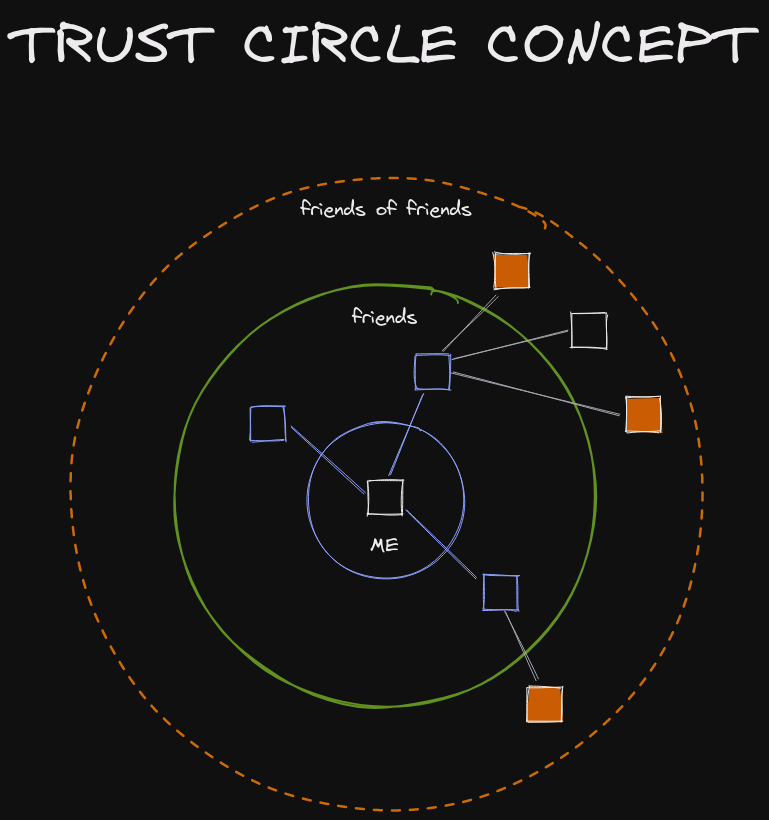 TRUST CIRCLE CONCEPT
friends of friends
friends
ME